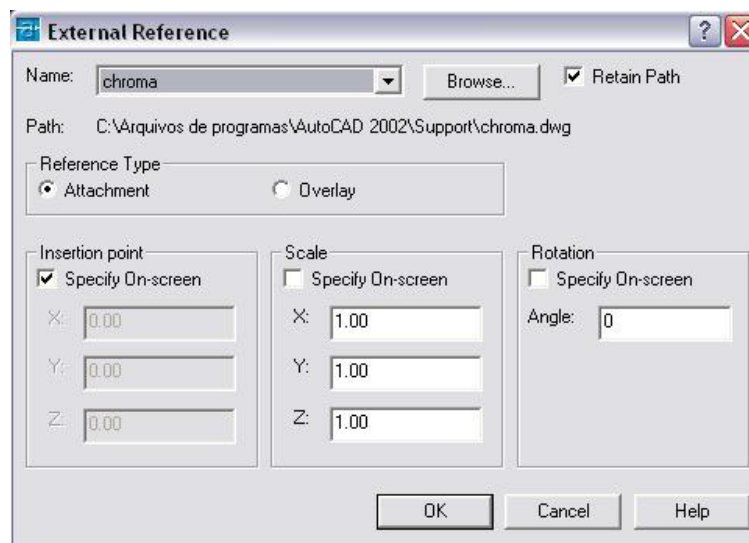 External Reference
Name: chroma Browse... Retain Path
Path: C:\Arquivos de programas\AutoCAD 2002\Support\chroma.dwg
Reference Type
Attachment Overlay
Insertion point Scale Rotation
Specify On-screen Specify On-screen Specify On-screen
X: 0.00 X: 1.00 Angle: 0
Y: 0.00 Y: 1.00
Z: 0.00 Z: 1.00
OK Cancel Help